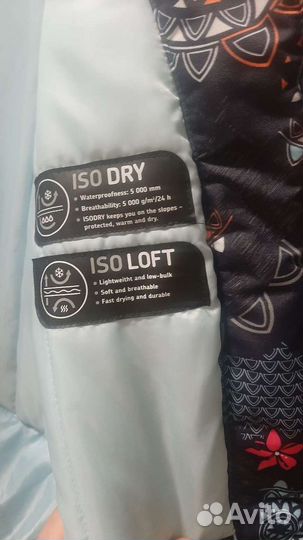 ISO DRY
• Waterproofness: 5 000 mm
• Breathability: 5 000 g/m²/24 h
• ISODRY keeps you on the slopes –
protected, warm and dry.
ISO LOFT
• Lightweight and low-bulk
• Soft and breathable
• Fast drying and durable
Avito